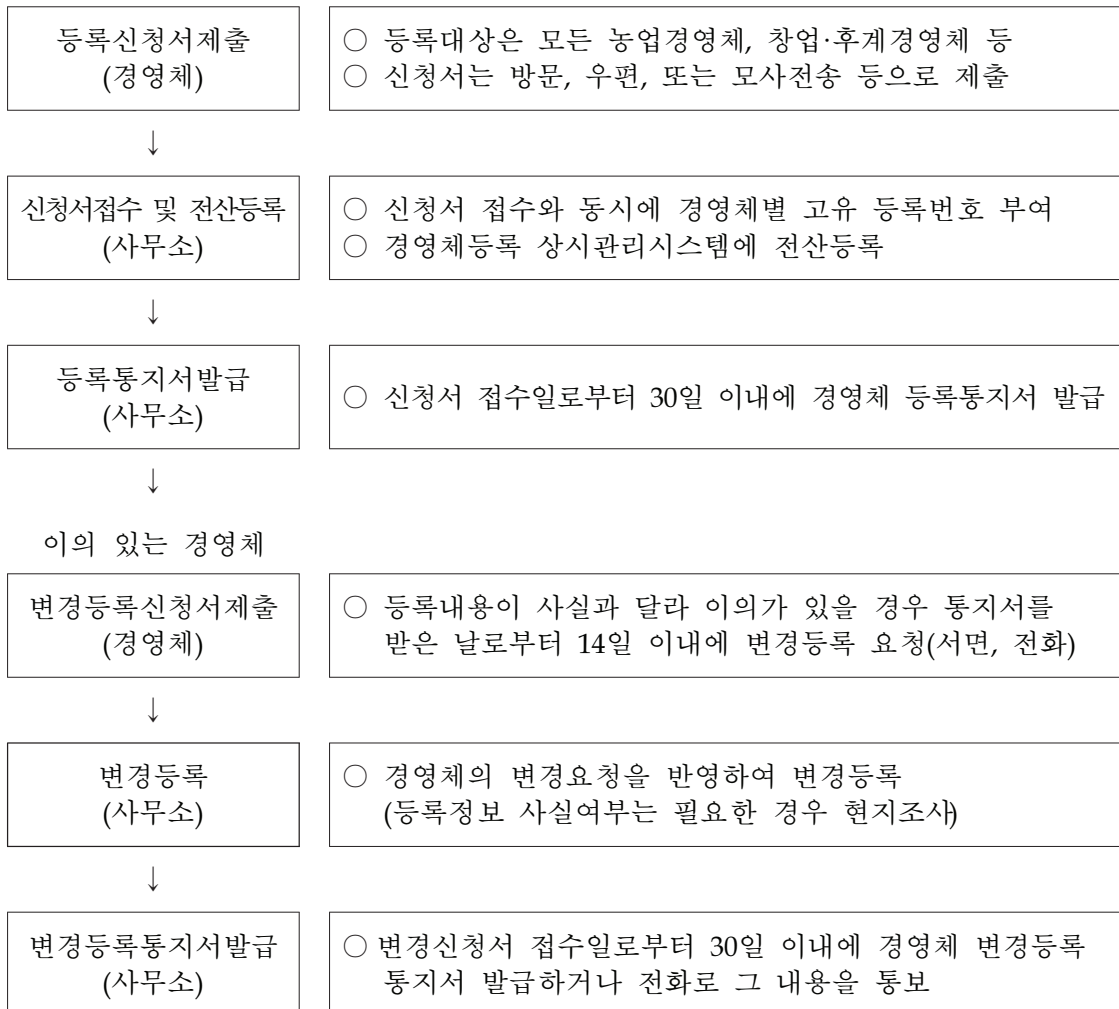 등록신청서제출
(경영체)
○ 등록대상은 모든 농업경영체, 창업·후계경영체 등
○ 신청서는 방문, 우편, 또는 모사전송 등으로 제출
↓
신청서접수 및 전산등록
(사무소)
○ 신청서 접수와 동시에 경영체별 고유 등록번호 부여
○ 경영체등록 상시관리시스템에 전산등록
↓
등록통지서발급
(사무소)
○ 신청서 접수일로부터 30일 이내에 경영체 등록통지서 발급
↓
이의 있는 경영체
변경등록신청서제출
(경영체)
○ 등록내용이 사실과 달라 이의가 있을 경우 통지서를
받은 날로부터 14일 이내에 변경등록 요청(서면, 전화)
↓
변경등록
(사무소)
○ 경영체의 변경요청을 반영하여 변경등록
(등록정보 사실여부는 필요한 경우 현지조사)
↓
변경등록통지서발급
(사무소)
○ 변경신청서 접수일로부터 30일 이내에 경영체 변경등록
통지서 발급하거나 전화로 그 내용을 통보